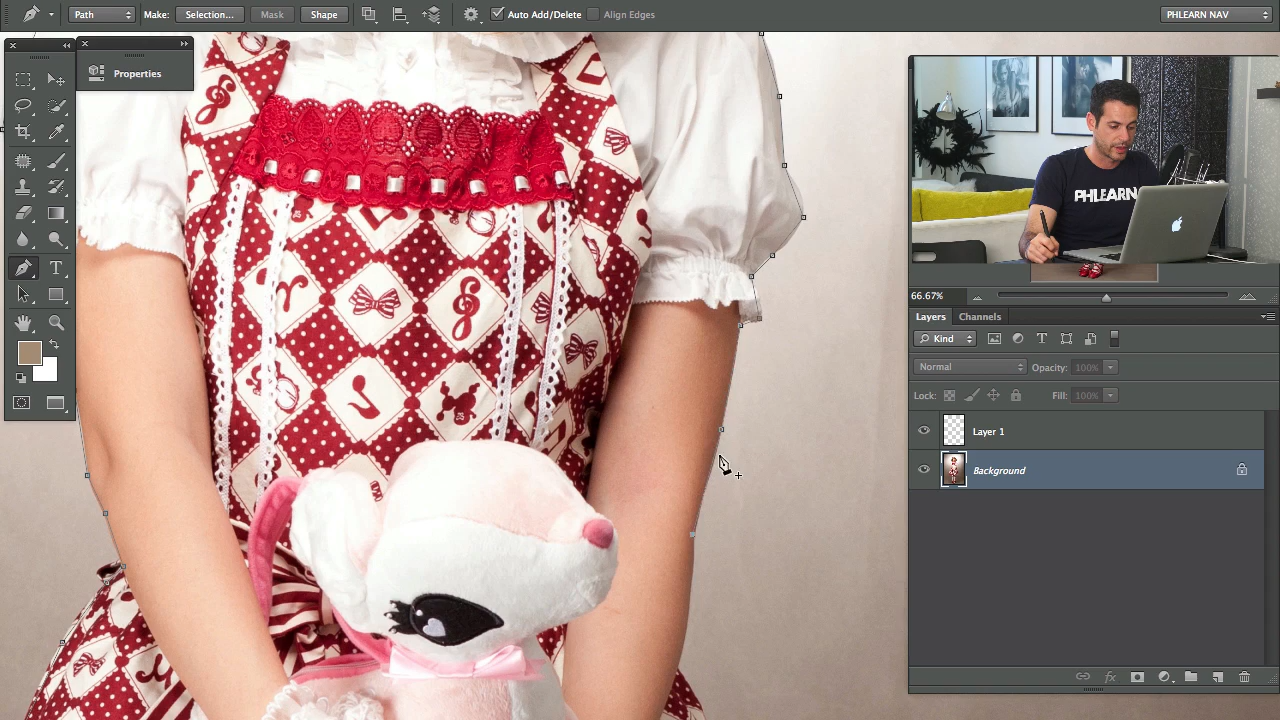 Path
Make:
Selection...
Mask
Shape
Auto Add/Delete
Align Edges
PHLEARN NAV
Properties
T
PHLEARN
66.67%
Layers
Channels
Kind
T
Normal
Opacity:
100%
Lock:
Fill:
100%
Layer 1
Background
fx